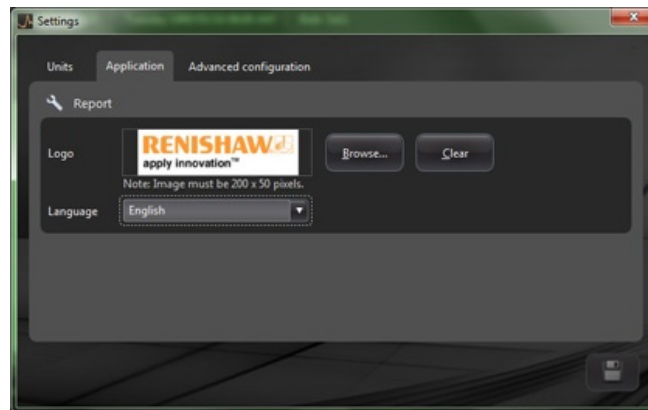 Settings
Units Application Advanced configuration
Report
Logo
RENISHAW
apply innovation™
Browse... Clear
Note: Image must be 200 x 50 pixels.
Language English